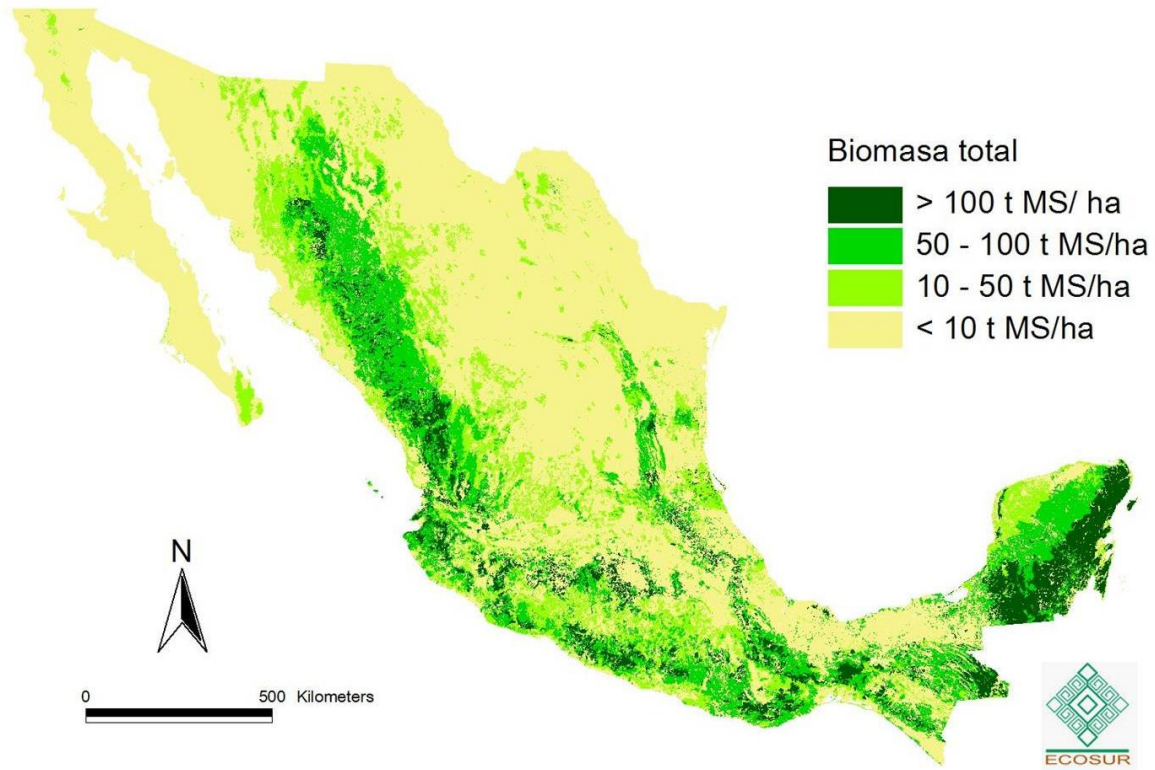 Biomasa total
> 100 t MS/ ha
50 - 100 t MS/ha
10 - 50 t MS/ha
< 10 t MS/ha
N
0 500 Kilometers
ECOSUR